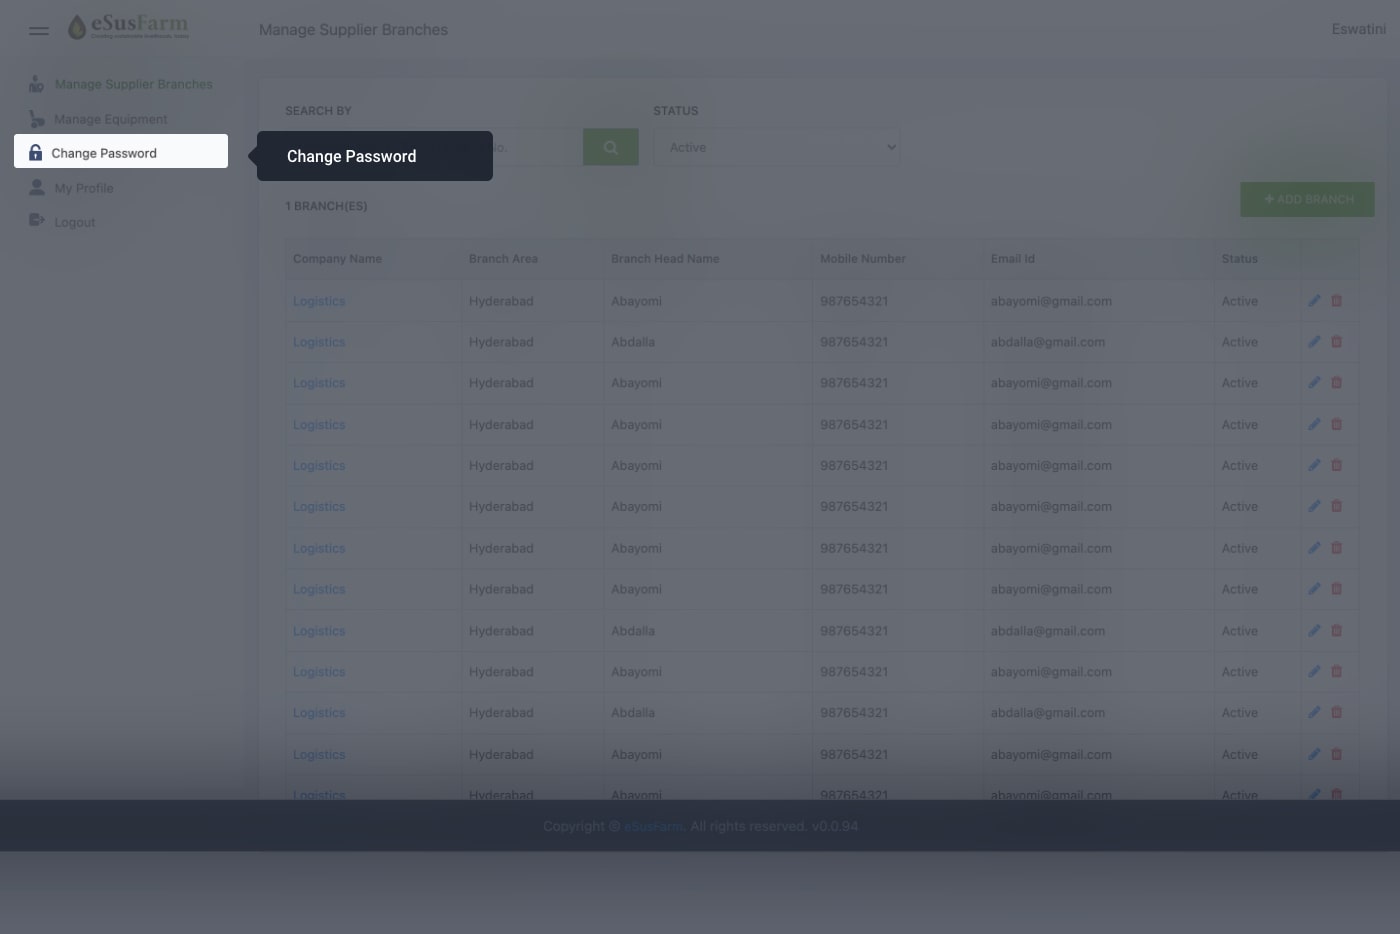 eSusFarm
Manage Supplier Branches
Eswatini
Manage Supplier Branches
Manage Equipment
Change Password
My Profile
Logout
Change Password
SEARCH BY
STATUS
No.
Active
1 BRANCH(ES)
+ ADD BRANCH
Company Name Branch Area Branch Head Name Mobile Number Email Id Status
Logistics Hyderabad Abayomi 987654321 abayomi@gmail.com Active
Logistics Hyderabad Abdalla 987654321 abdalla@gmail.com Active
Logistics Hyderabad Abayomi 987654321 abayomi@gmail.com Active
Logistics Hyderabad Abayomi 987654321 abayomi@gmail.com Active
Logistics Hyderabad Abayomi 987654321 abayomi@gmail.com Active
Logistics Hyderabad Abayomi 987654321 abayomi@gmail.com Active
Logistics Hyderabad Abayomi 987654321 abayomi@gmail.com Active
Logistics Hyderabad Abayomi 987654321 abayomi@gmail.com Active
Logistics Hyderabad Abdalla 987654321 abdalla@gmail.com Active
Logistics Hyderabad Abayomi 987654321 abayomi@gmail.com Active
Logistics Hyderabad Abdalla 987654321 abdalla@gmail.com Active
Logistics Hyderabad Abayomi 987654321 abayomi@gmail.com Active
Logistics Hyderabad Abayomi 987654321 abayomi@gmail.com Active
Copyright © eSusFarm. All rights reserved. v0.0.94